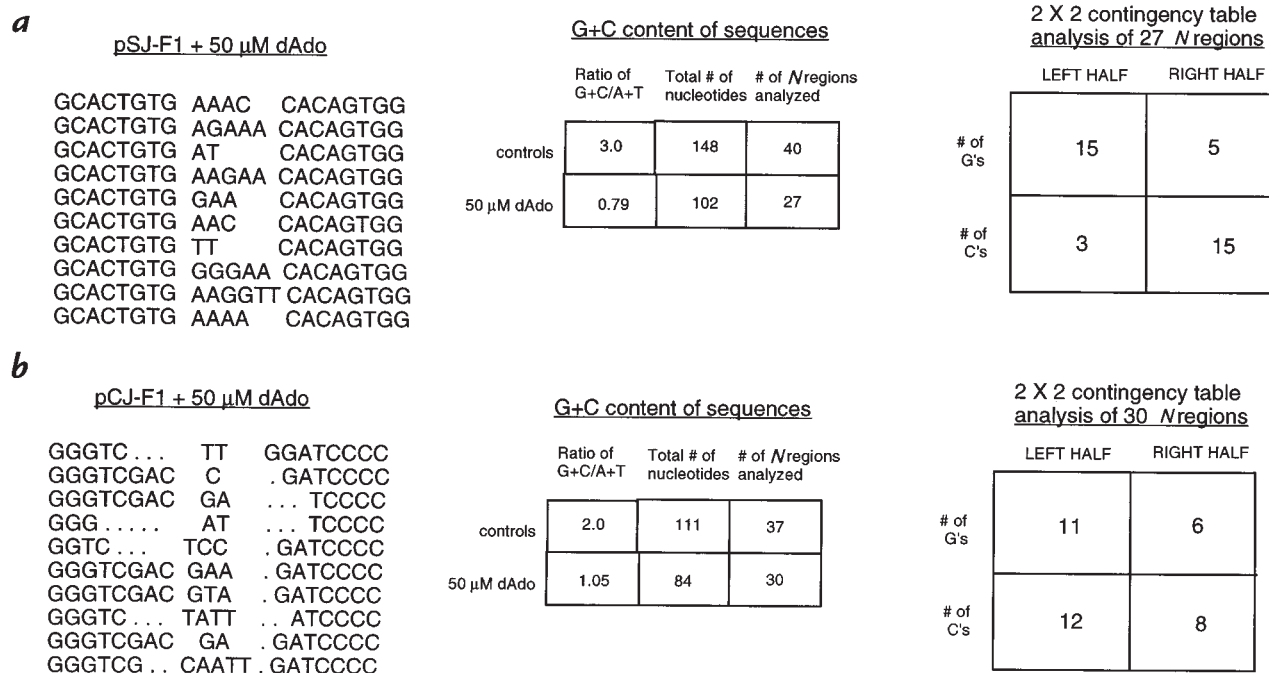 a
pSJ-F1 + 50 µM dAdo
GCACTGTG AAAC CACAGTGG
GCACTGTG AGAAA CACAGTGG
GCACTGTG AT CACAGTGG
GCACTGTG AAGAA CACAGTGG
GCACTGTG GAA CACAGTGG
GCACTGTG AAC CACAGTGG
GCACTGTG TT CACAGTGG
GCACTGTG GGGAA CACAGTGG
GCACTGTG AAGGTT CACAGTGG
GCACTGTG AAAA CACAGTGG
G+C content of sequences
Ratio of G+C/A+T Total # of nucleotides # of N regions analyzed
controls 3.0 148 40
50 µM dAdo 0.79 102 27
2 X 2 contingency table
analysis of 27 N regions
LEFT HALF RIGHT HALF
# of G's 15 5
# of C's 3 15
b
pCJ-F1 + 50 µM dAdo
GGGTC ... TT GGATCCCC
GGGTCGAC C . GATCCCC
GGGTCGAC GA ... TCCCC
GGG ..... AT ... TCCCC
GGTC ... TCC . GATCCCC
GGGTCGAC GAA . GATCCCC
GGGTCGAC GTA . GATCCCC
GGGTC ... TATT .. ATCCCC
GGGTCGAC GA . GATCCCC
GGGTCG .. CAATT . GATCCCC
G+C content of sequences
Ratio of G+C/A+T Total # of nucleotides # of N regions analyzed
controls 2.0 111 37
50 µM dAdo 1.05 84 30
2 X 2 contingency table
analysis of 30 N regions
LEFT HALF RIGHT HALF
# of G's 11 6
# of C's 12 8